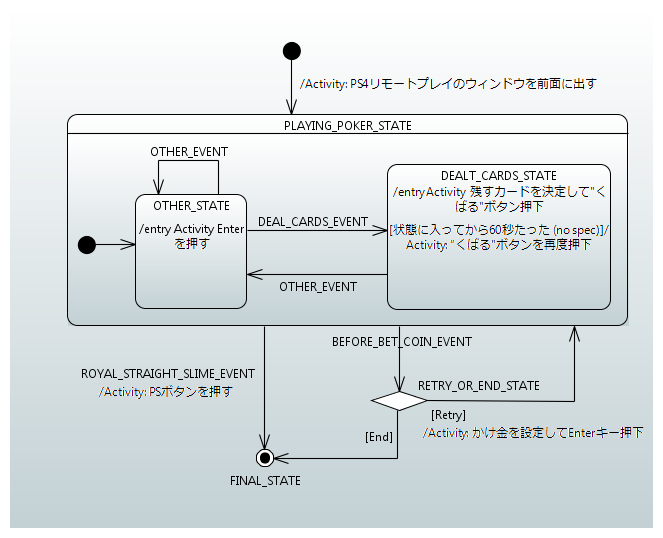 /Activity: PS4リモートプレイのウィンドウを前面に出す
PLAYING_POKER_STATE
OTHER_EVENT
OTHER_STATE
/entry Activity Enter
を押す
DEAL_CARDS_EVENT
OTHER_EVENT
DEALT_CARDS_STATE
/entryActivity 残すカードを決定して"く
ばる"ボタン押下
[状態に入ってから60秒たった (no spec)]/
Activity: "くばる"ボタンを再度押下
ROYAL_STRAIGHT_SLIME_EVENT
/Activity: PSボタンを押す
BEFORE_BET_COIN_EVENT
RETRY_OR_END_STATE
[Retry]
/Activity: かけ金を設定してEnterキー押下
[End]
FINAL_STATE